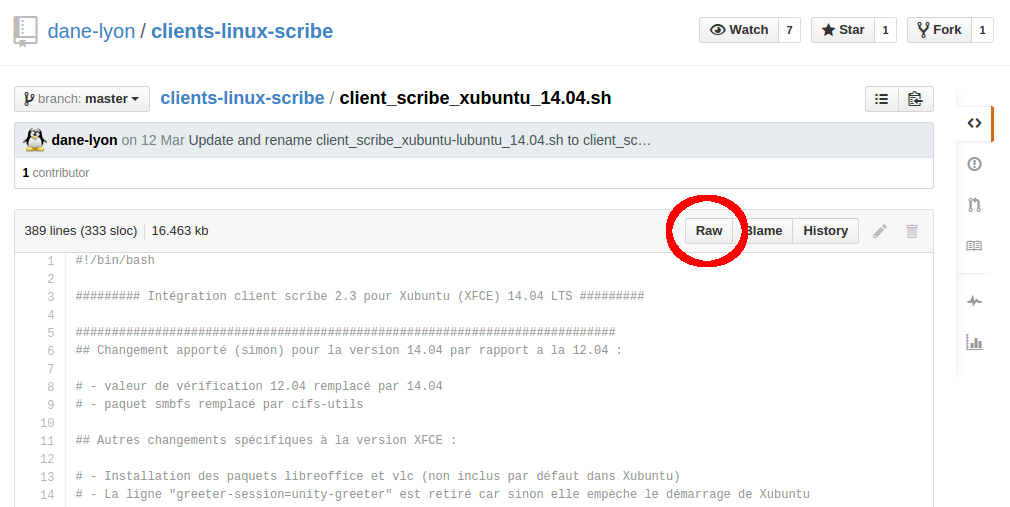 dane-lyon / clients-linux-scribe
Watch 7 Star 1 Fork 1
branch: master clients-linux-scribe / client_scribe_xubuntu_14.04.sh
dane-lyon on 12 Mar Update and rename client_scribe_xubuntu-lubuntu_14.04.sh to client_sc…
1 contributor
389 lines (333 sloc) 16.463 kb Raw Blame History
1 #!/bin/bash
2
3 ######### Intégration client scribe 2.3 pour Xubuntu (XFCE) 14.04 LTS #########
4
5 ###########################################################################
6 ## Changement apporté (simon) pour la version 14.04 par rapport a la 12.04 :
7
8 # - valeur de vérification 12.04 remplacé par 14.04
9 # - paquet smbfs remplacé par cifs-utils
10
11 ## Autres changements spécifiques à la version XFCE :
12
13 # - Installation des paquets libreoffice et vlc (non inclus par défaut dans Xubuntu)
14 # - La ligne "greeter-session=unity-greeter" est retiré car sinon elle empèche le démarrage de Xubuntu